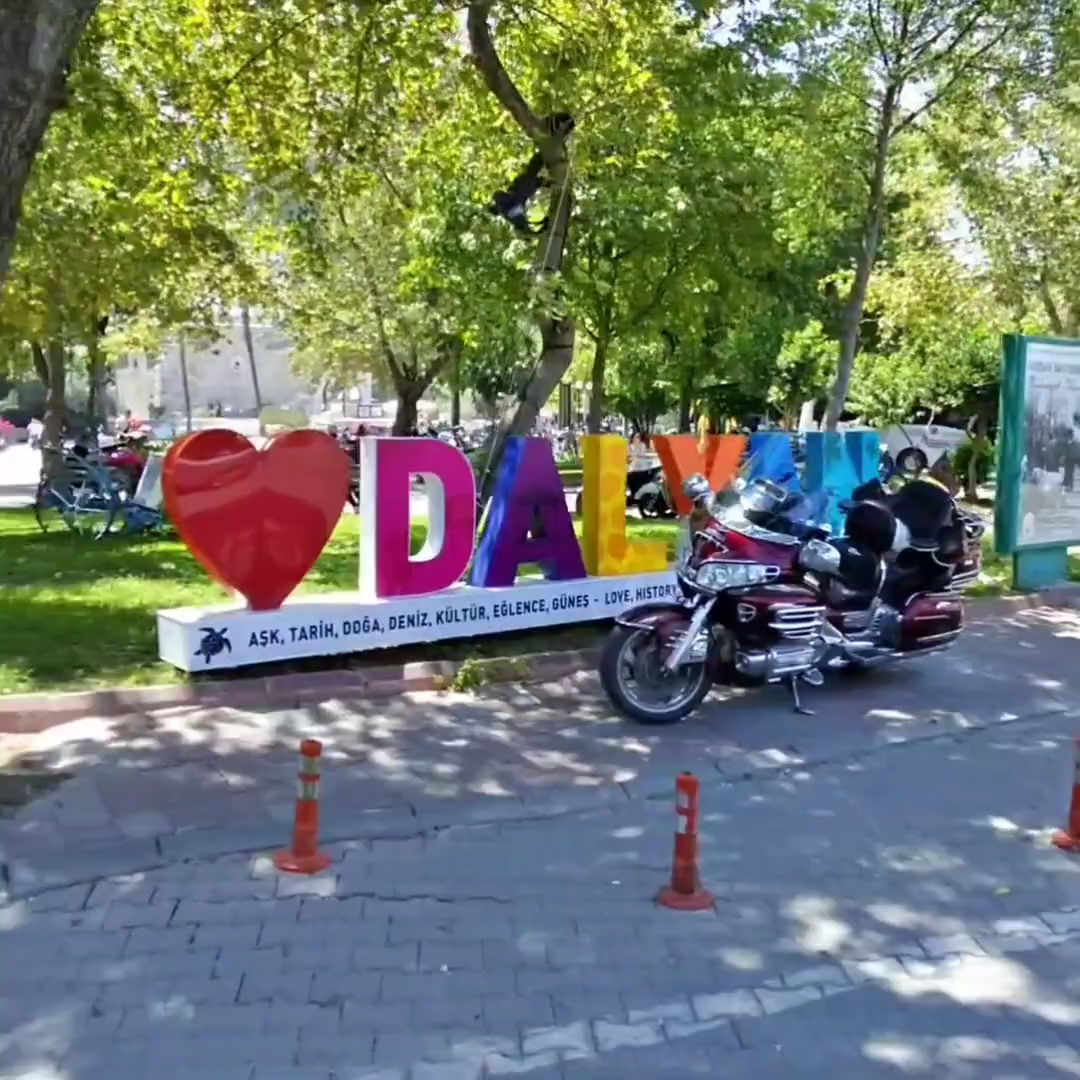 DALYAN
AŞK, TARİH, DOĞA, DENİZ, KÜLTÜR, EĞLENCE, GÜNEŞ - LOVE, HISTORY